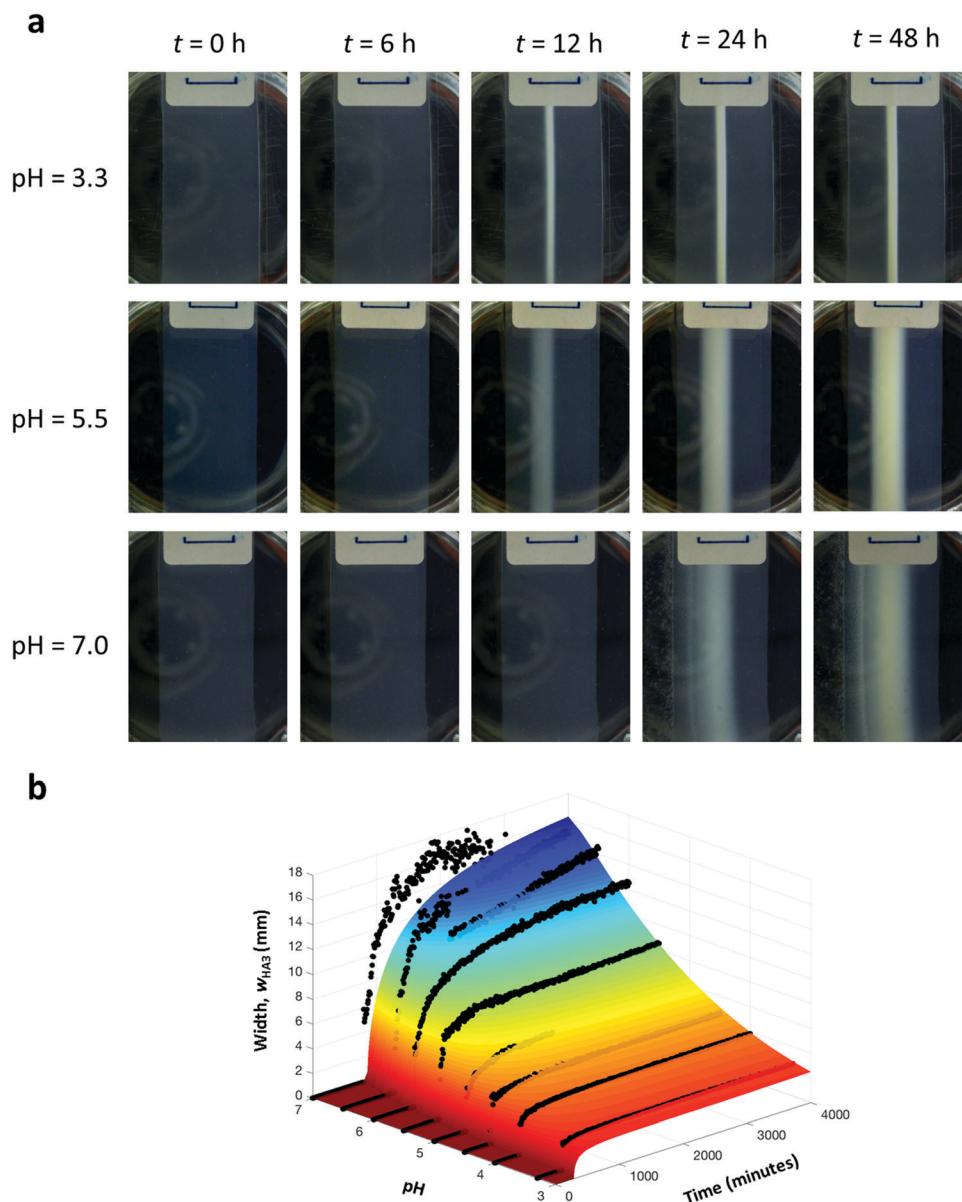 a
t = 0 h
t = 6 h
t = 12 h
t = 24 h
t = 48 h
pH = 3.3
pH = 5.5
pH = 7.0
b
Width, wHA3 (mm)
18
16
14
12
10
8
6
4
2
0
7
6
5
4
3
pH
0
1000
2000
3000
4000
Time (minutes)